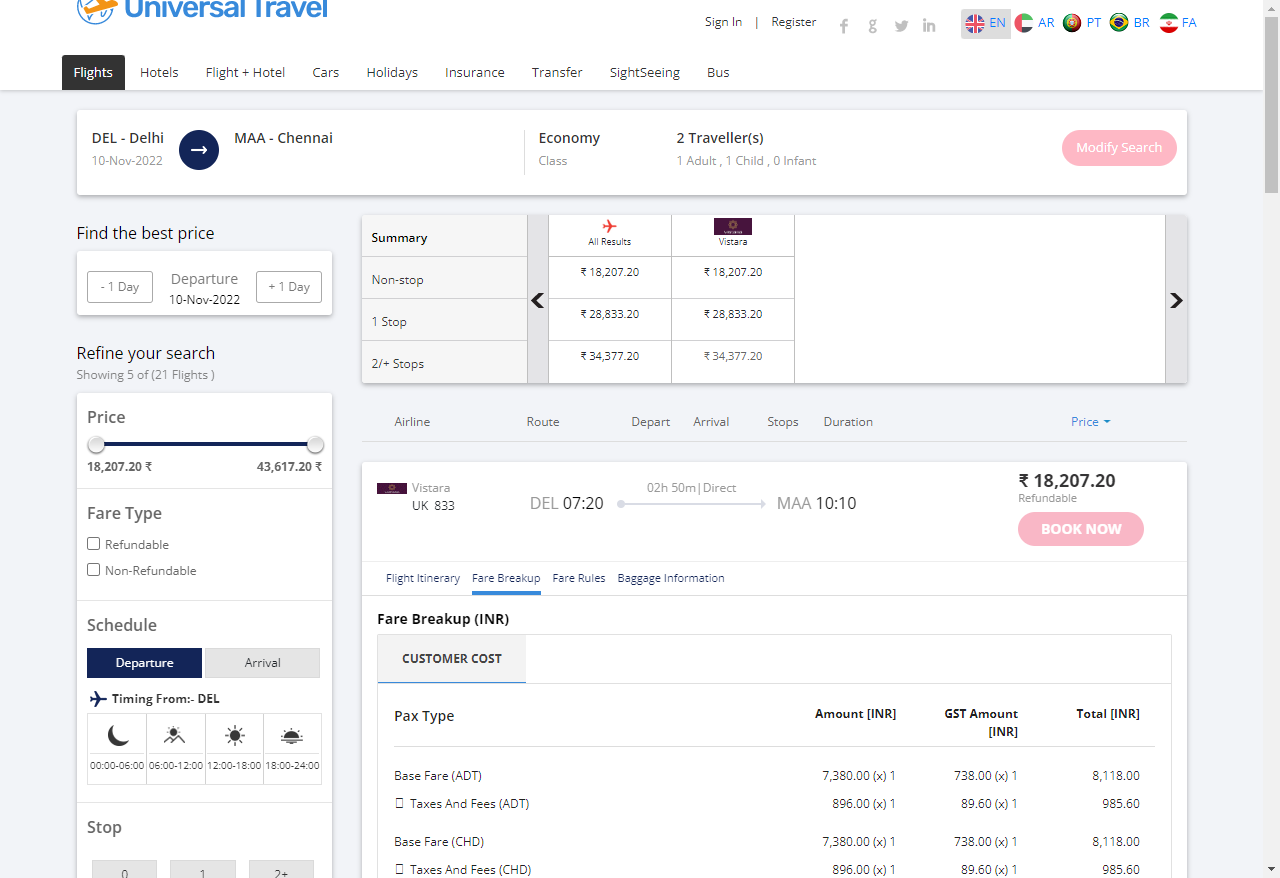 Universal Travel
Sign In | Register
EN AR PT BR FA
Flights Hotels Flight + Hotel Cars Holidays Insurance Transfer SightSeeing Bus
DEL - Delhi MAA - Chennai Economy 2 Traveller(s)
10-Nov-2022 Class 1 Adult , 1 Child , 0 Infant
Modify Search
Find the best price
- 1 Day Departure + 1 Day
10-Nov-2022
Summary All Results Vistara
Non-stop ₹ 18,207.20 ₹ 18,207.20
1 Stop ₹ 28,833.20 ₹ 28,833.20
2/+ Stops ₹ 34,377.20 ₹ 34,377.20
Refine your search
Showing 5 of (21 Flights )
Price
18,207.20 ₹ 43,617.20 ₹
Fare Type
Refundable
Non-Refundable
Schedule
Departure Arrival
Timing From:- DEL
00:00-06:00 06:00-12:00 12:00-18:00 18:00-24:00
Stop
0 1 2+
Airline Route Depart Arrival Stops Duration Price
Vistara
UK 833
DEL 07:20
02h 50m|Direct
MAA 10:10
₹ 18,207.20
Refundable
BOOK NOW
Flight Itinerary Fare Breakup Fare Rules Baggage Information
Fare Breakup (INR)
CUSTOMER COST
Pax Type Amount [INR] GST Amount [INR] Total [INR]
Base Fare (ADT) 7,380.00 (x) 1 738.00 (x) 1 8,118.00
Taxes And Fees (ADT) 896.00 (x) 1 89.60 (x) 1 985.60
Base Fare (CHD) 7,380.00 (x) 1 738.00 (x) 1 8,118.00
Taxes And Fees (CHD) 896.00 (x) 1 89.60 (x) 1 985.60